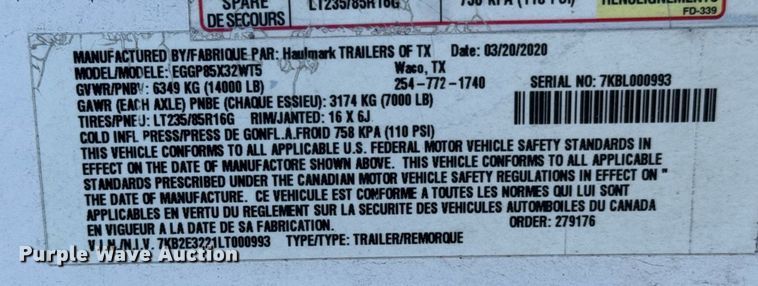 SPARE LT235/85R16G 758 KPA (110 PSI) RENSEIGNEMENTS
DE SECOURS FD-339
MANUFACTURED BY/FABRIQUE PAR: Haulmark TRAILERS OF TX Date: 03/20/2020
MODEL/MODELE: EGGP85X32WT5 Waco, TX
GVWR/PNBV: 6349 KG (14000 LB) 254-772-1740 SERIAL NO: 7KBL000993
GAWR (EACH AXLE) PNBE (CHAQUE ESSIEU): 3174 KG (7000 LB)
TIRES/PNEU: LT235/85R16G RIM/JANTED: 16 X 6J
COLD INFL PRESS/PRESS DE GONFL.A.FROID 758 KPA (110 PSI)
THIS VEHICLE CONFORMS TO ALL APPLICABLE U.S. FEDERAL MOTOR VEHICLE SAFETY STANDARDS IN
EFFECT ON THE DATE OF MANUFACTORE SHOWN ABOVE. THIS VEHICLE CONFORMS TO ALL APPLICABLE
STANDARDS PRESCRIBED UNDER THE CANADIAN MOTOR VEHICLE SAFETY REGULATIONS IN EFFECT ON "
THE DATE OF MANUFACTURE. CE VEHICULE EST CONFORME A TOUTES LES NORMES QUI LUI SONT
APPLICABLES EN VERTU DU REGLEMENT SUR LA SECURITE DES VEHICULES AUTOMBOILES DU CANADA
EN VIGUEUR A LA DATE DE SA FABRICATION. ORDER: 279176
V.I.N./N.I.V. 7KB2E3221LT000993 TYPE/TYPE: TRAILER/REMORQUE
Purple Wave Auction